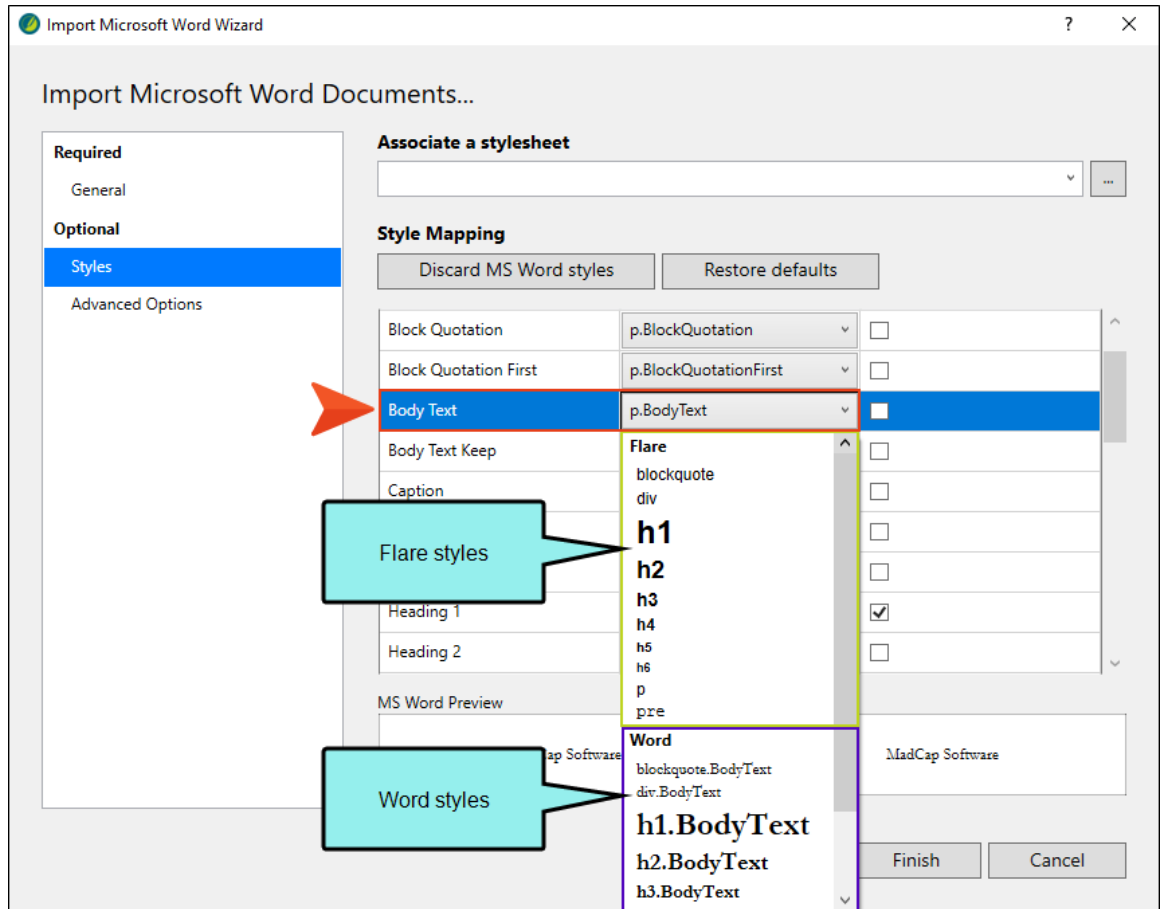 Import Microsoft Word Wizard
?
Import Microsoft Word Documents...
Required
General
Optional
Styles
Advanced Options
Associate a stylesheet
...
Style Mapping
Discard MS Word styles
Restore defaults
Block Quotation
p.BlockQuotation
Block Quotation First
p.BlockQuotationFirst
Body Text
p.BodyText
Body Text Keep
Caption
Heading 1
Heading 2
Flare
blockquote
div
h1
h2
h3
h4
h5
h6
p
pre
Flare styles
MS Word Preview
Software
MadCap Software
Word
blockquote.BodyText
div.BodyText
h1.BodyText
h2.BodyText
h3.BodyText
Word styles
Finish
Cancel